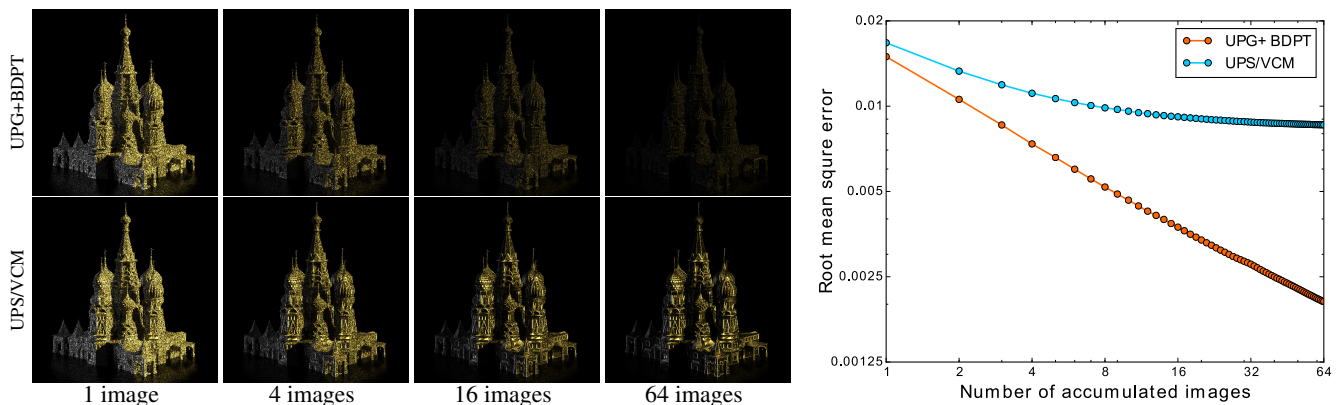 UPG+BDPT
UPS/VCM
1 image
4 images
16 images
64 images
0.02
0.01
0.005
0.0025
0.00125
Root mean squre error
UPG+ BDPT
UPS/VCM
1 2 4 8 16 32 64
Number of accumulated images